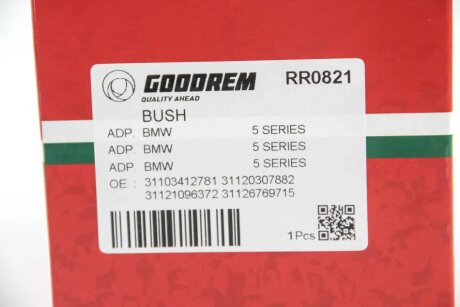 GOODREM RR0821
QUALITY AHEAD
BUSH
ADP. BMW 5 SERIES
ADP. BMW 5 SERIES
ADP. BMW 5 SERIES
OE : 31103412781 31120307882
31121096372 31126769715
1Pcs